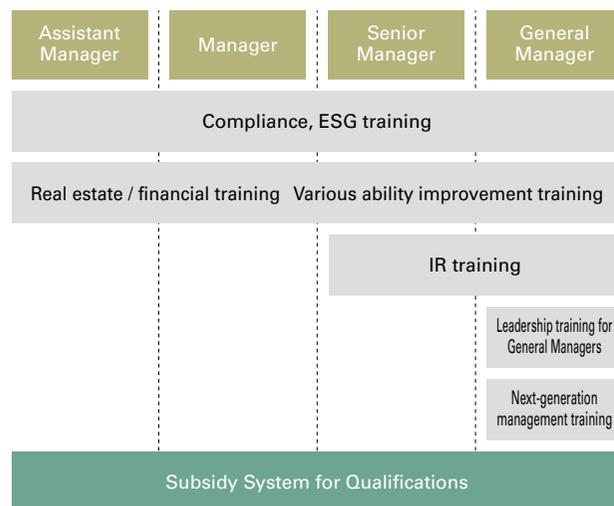 Assistant
Manager
Manager
Senior
Manager
General
Manager
Compliance, ESG training
Real estate / financial training Various ability improvement training
IR training
Leadership training for
General Managers
Next-generation
management training
Subsidy System for Qualifications